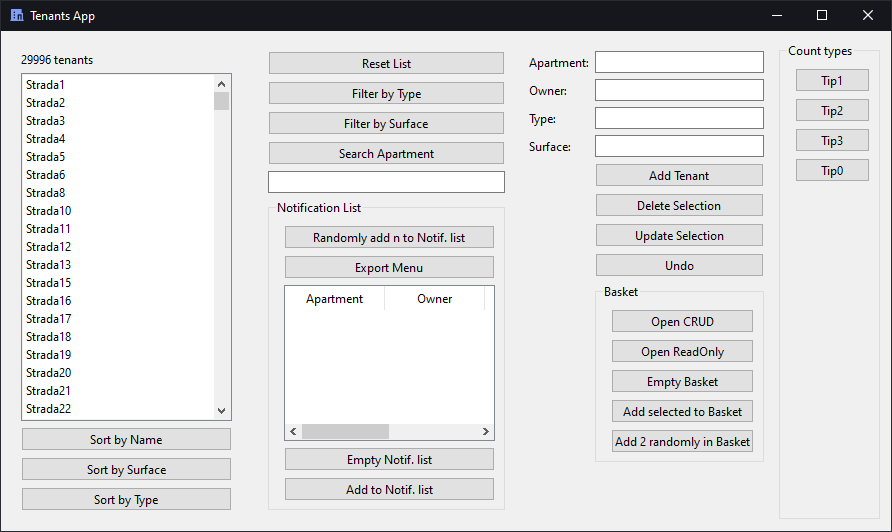 Tenants App
29996 tenants
Strada1
Strada2
Strada3
Strada4
Strada5
Strada6
Strada8
Strada10
Strada11
Strada12
Strada13
Strada15
Strada16
Strada17
Strada18
Strada19
Strada20
Strada21
Strada22
Sort by Name
Sort by Surface
Sort by Type
Reset List
Filter by Type
Filter by Surface
Search Apartment
Notification List
Randomly add n to Notif. list
Export Menu
Apartment Owner
Empty Notif. list
Add to Notif. list
Apartment:
Owner:
Type:
Surface:
Add Tenant
Delete Selection
Update Selection
Undo
Basket
Open CRUD
Open ReadOnly
Empty Basket
Add selected to Basket
Add 2 randomly in Basket
Count types
Tip1
Tip2
Tip3
Tip0